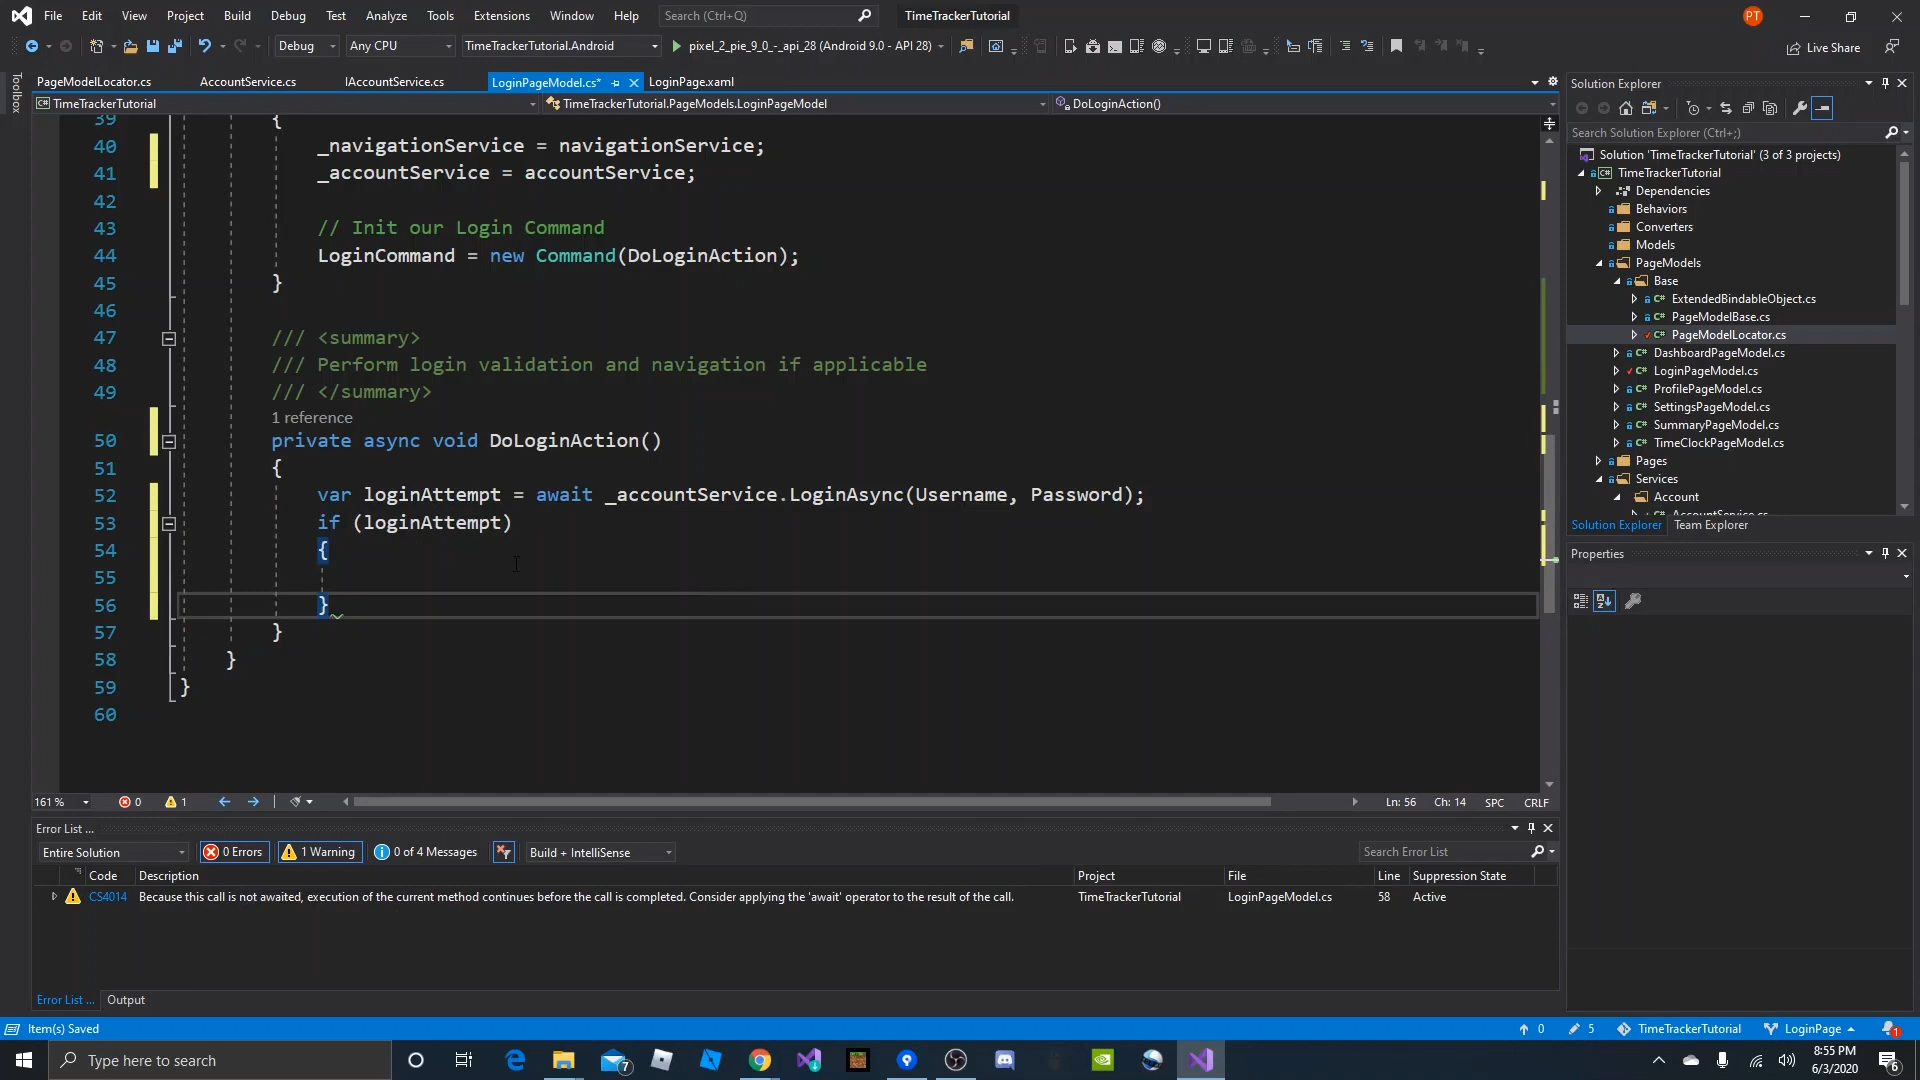 File Edit View Project Build Debug Test Analyze Tools Extensions Window Help Search (Ctrl+Q) TimeTrackerTutorial PT
Debug Any CPU TimeTrackerTutorial.Android pixel_2_pie_9_0_-_api_28 (Android 9.0 - API 28) Live Share
Toolbox
PageModelLocator.cs AccountService.cs IAccountService.cs LoginPageModel.cs* LoginPage.xaml
TimeTrackerTutorial TimeTrackerTutorial.PageModels.LoginPageModel DoLoginAction()
39 {
40 _navigationService = navigationService;
41 _accountService = accountService;
42
43 // Init our Login Command
44 LoginCommand = new Command(DoLoginAction);
45 }
46
47 /// <summary>
48 /// Perform login validation and navigation if applicable
49 /// </summary>
1 reference
50 private async void DoLoginAction()
51 {
52 var loginAttempt = await _accountService.LoginAsync(Username, Password);
53 if (loginAttempt)
54 {
55
56 }
57 }
58 }
59 }
60
161 % 0 1 Ln: 56 Ch: 14 SPC CRLF
Error List ...
Entire Solution 0 Errors 1 Warning 0 of 4 Messages Build + IntelliSense Search Error List
Code Description Project File Line Suppression State
CS4014 Because this call is not awaited, execution of the current method continues before the call is completed. Consider applying the 'await' operator to the result of the call. TimeTrackerTutorial LoginPageModel.cs 58 Active
Error List ... Output
Solution Explorer
Search Solution Explorer (Ctrl+;)
Solution 'TimeTrackerTutorial' (3 of 3 projects)
TimeTrackerTutorial
Dependencies
Behaviors
Converters
Models
PageModels
Base
ExtendedBindableObject.cs
PageModelBase.cs
PageModelLocator.cs
DashboardPageModel.cs
LoginPageModel.cs
ProfilePageModel.cs
SettingsPageModel.cs
SummaryPageModel.cs
TimeClockPageModel.cs
Pages
Services
Account
AccountService.cs
Solution Explorer Team Explorer
Properties
Item(s) Saved 0 5 TimeTrackerTutorial LoginPage 1
Type here to search 7 8:55 PM
6/3/2020 6